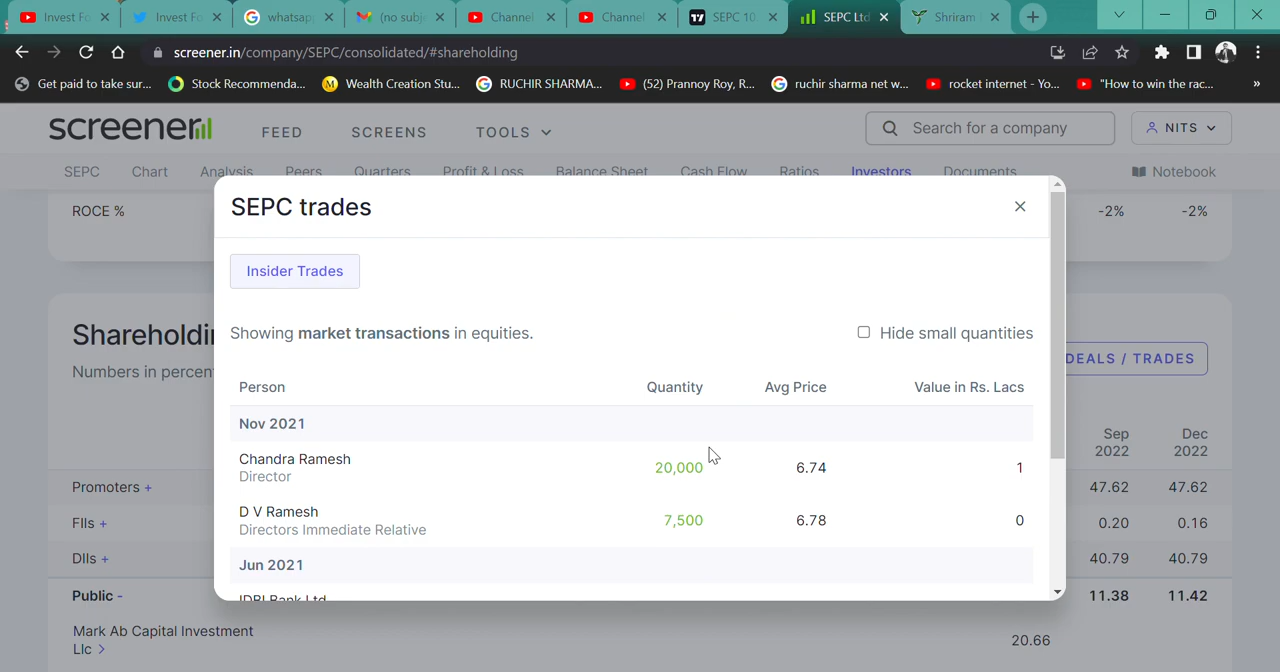 Invest Fo
Invest Fo
whatsapp
(no subj
Channel
Channel
SEPC 10
SEPC Ltd
Shriram
screener.in/company/SEPC/consolidated/#shareholding
Get paid to take sur...
Stock Recommenda...
Wealth Creation Stu...
RUCHIR SHARMA...
(52) Prannoy Roy, R...
ruchir sharma net w...
rocket internet - Yo...
"How to win the rac...
»
screener
FEED
SCREENS
TOOLS
Search for a company
NITS
SEPC
Chart
Analysis
Peers
Quarters
Profit & Loss
Balance Sheet
Cash Flow
Ratios
Investors
Documents
Notebook
ROCE %
-2%
-2%
SEPC trades
Insider Trades
Shareholdi
Numbers in percen
DEALS / TRADES
Showing market transactions in equities.
Hide small quantities
Person Quantity Avg Price Value in Rs. Lacs
Nov 2021
Chandra Ramesh 20,000 6.74 1
Director
D V Ramesh 7,500 6.78 0
Directors Immediate Relative
Jun 2021
IDBI Bank Ltd
Sep Dec
2022 2022
Promoters + 47.62 47.62
FIIs + 0.20 0.16
DIIs + 40.79 40.79
Public - 11.38 11.42
Mark Ab Capital Investment
Llc > 20.66